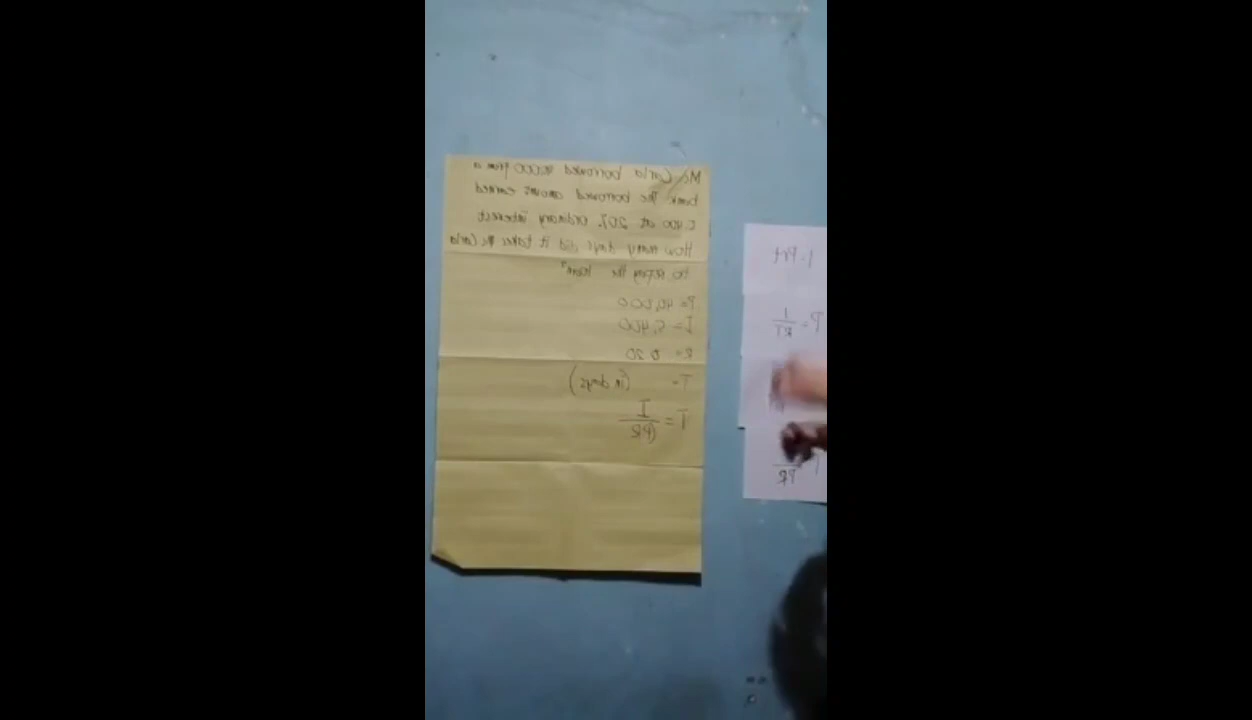 Ms. Carla borrowed 40,000 from a
bank. The borrowed amount earned
5,400 at 20% ordinary interest
How many days did it takes Ms. Carla
to repay the loan?
P= 40,000
I= 5,400
R= 0.20
T= (in days)
T= I
PR
I=Prt
P= I
RT
PR